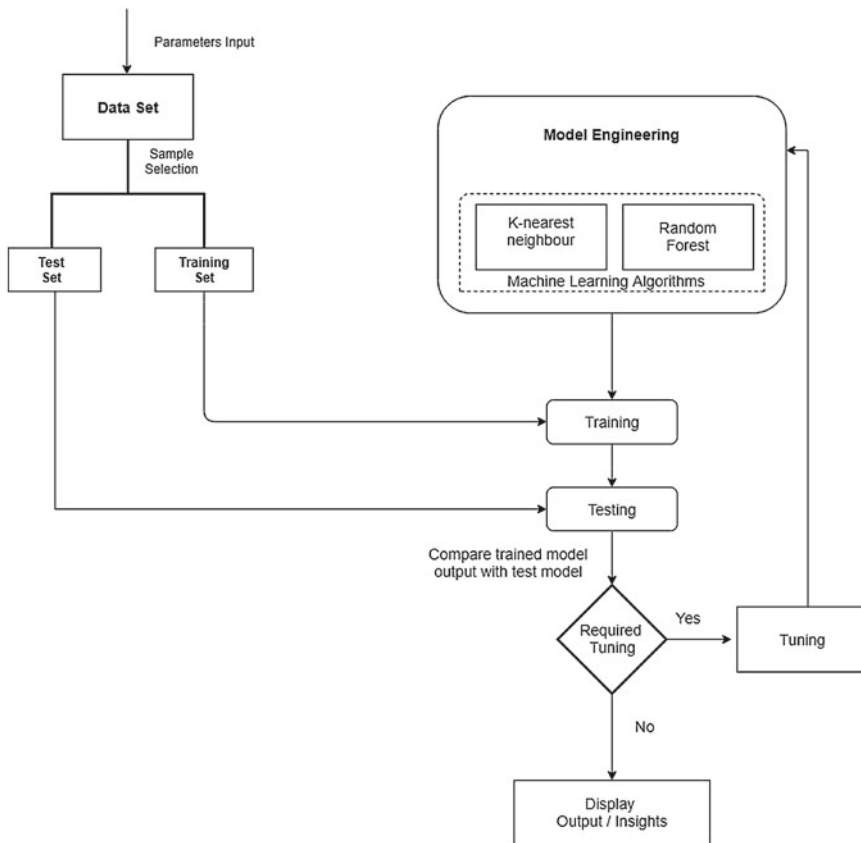 Parameters Input
Data Set
Sample
Selection
Test
Set
Training
Set
Model Engineering
K-nearest
neighbour
Random
Forest
Machine Learning Algorithms
Training
Testing
Compare trained model
output with test model
Required
Tuning
Yes
Tuning
No
Display
Output / Insights